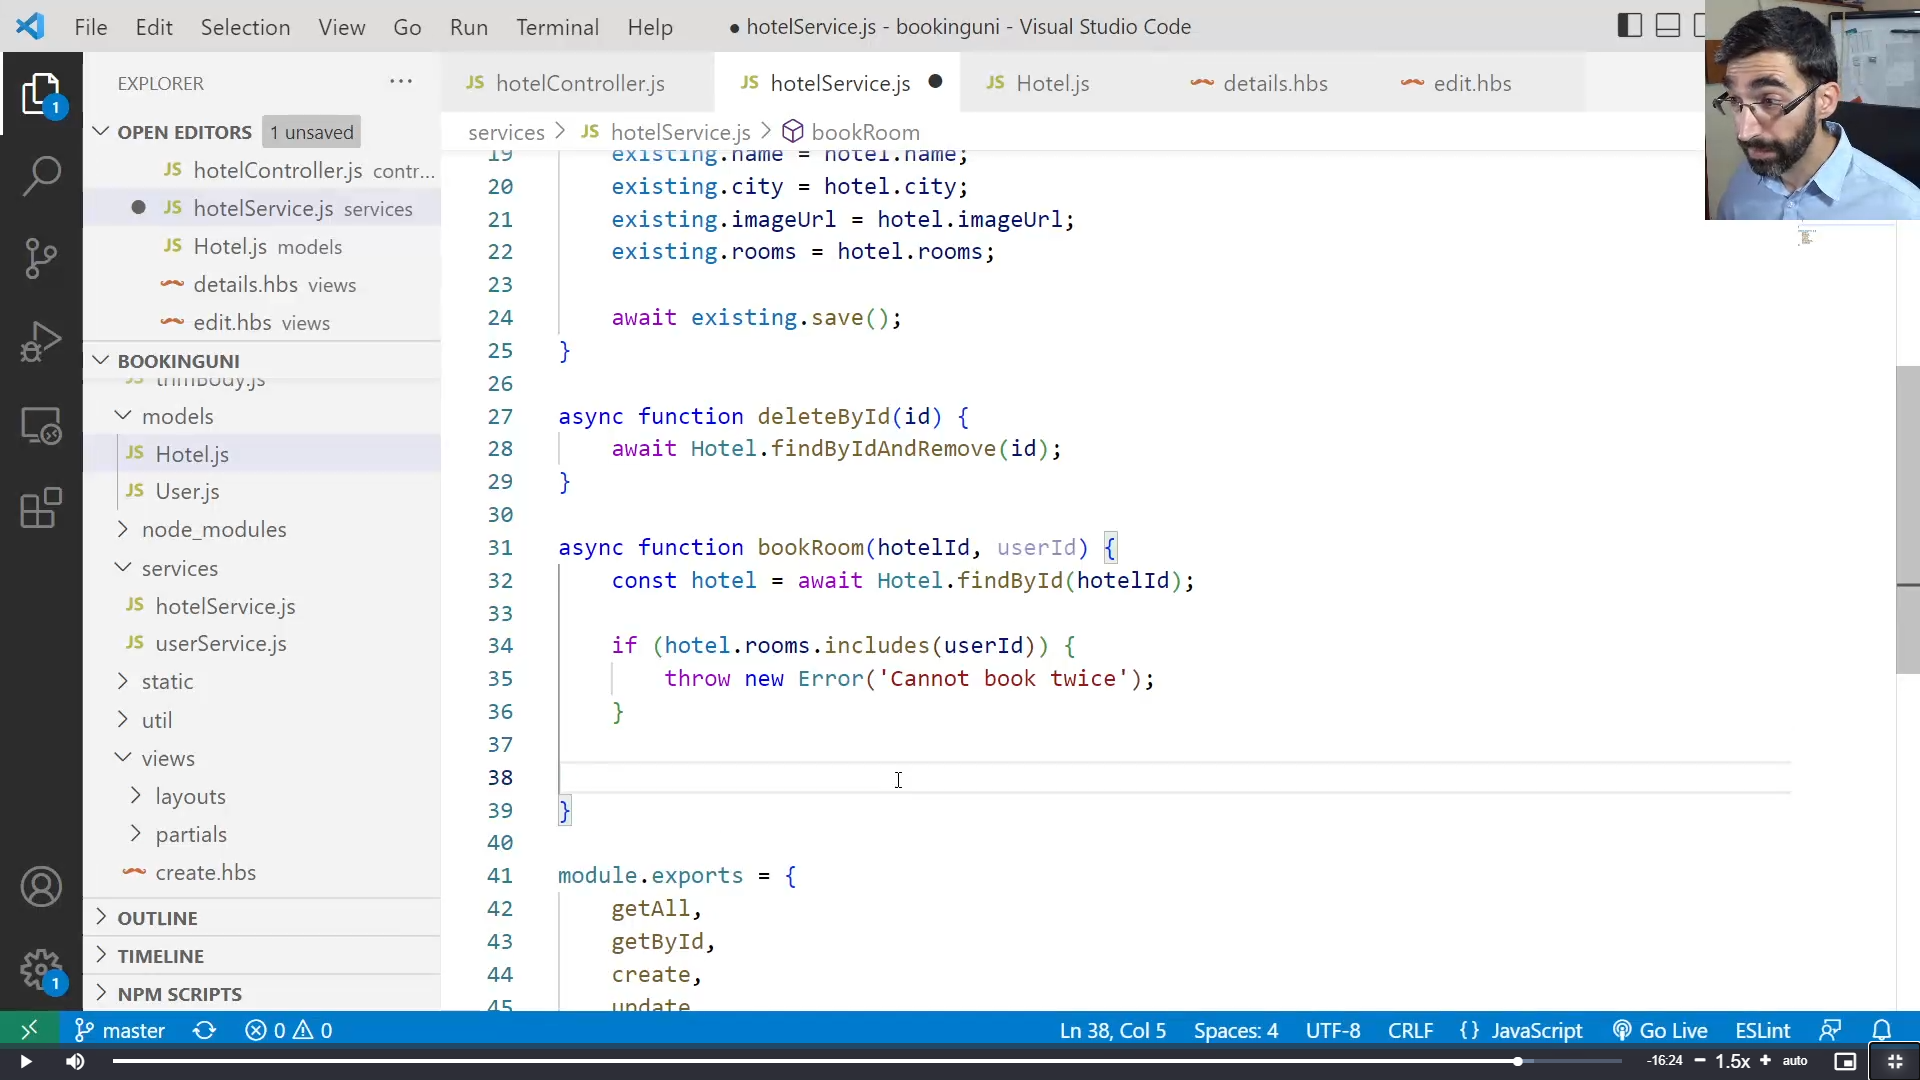 File Edit Selection View Go Run Terminal Help ● hotelService.js - bookinguni - Visual Studio Code
EXPLORER ···
JS hotelController.js JS hotelService.js ● JS Hotel.js details.hbs edit.hbs
OPEN EDITORS 1 unsaved
services > JS hotelService.js > bookRoom
JS hotelController.js contr...
● JS hotelService.js services
JS Hotel.js models
details.hbs views
edit.hbs views
1
BOOKINGUNI
JS trimBody.js
models
JS Hotel.js
JS User.js
node_modules
services
JS hotelService.js
JS userService.js
static
util
views
layouts
partials
create.hbs
OUTLINE
TIMELINE
NPM SCRIPTS
1
19 existing.name = hotel.name;
20 existing.city = hotel.city;
21 existing.imageUrl = hotel.imageUrl;
22 existing.rooms = hotel.rooms;
23
24 await existing.save();
25 }
26
27 async function deleteById(id) {
28 await Hotel.findByIdAndRemove(id);
29 }
30
31 async function bookRoom(hotelId, userId) {
32 const hotel = await Hotel.findById(hotelId);
33
34 if (hotel.rooms.includes(userId)) {
35 throw new Error('Cannot book twice');
36 }
37
38
39 }
40
41 module.exports = {
42 getAll,
43 getById,
44 create,
45 update
master 0 0 Ln 38, Col 5 Spaces: 4 UTF-8 CRLF {} JavaScript Go Live ESLint
-16:24 − 1.5x + auto